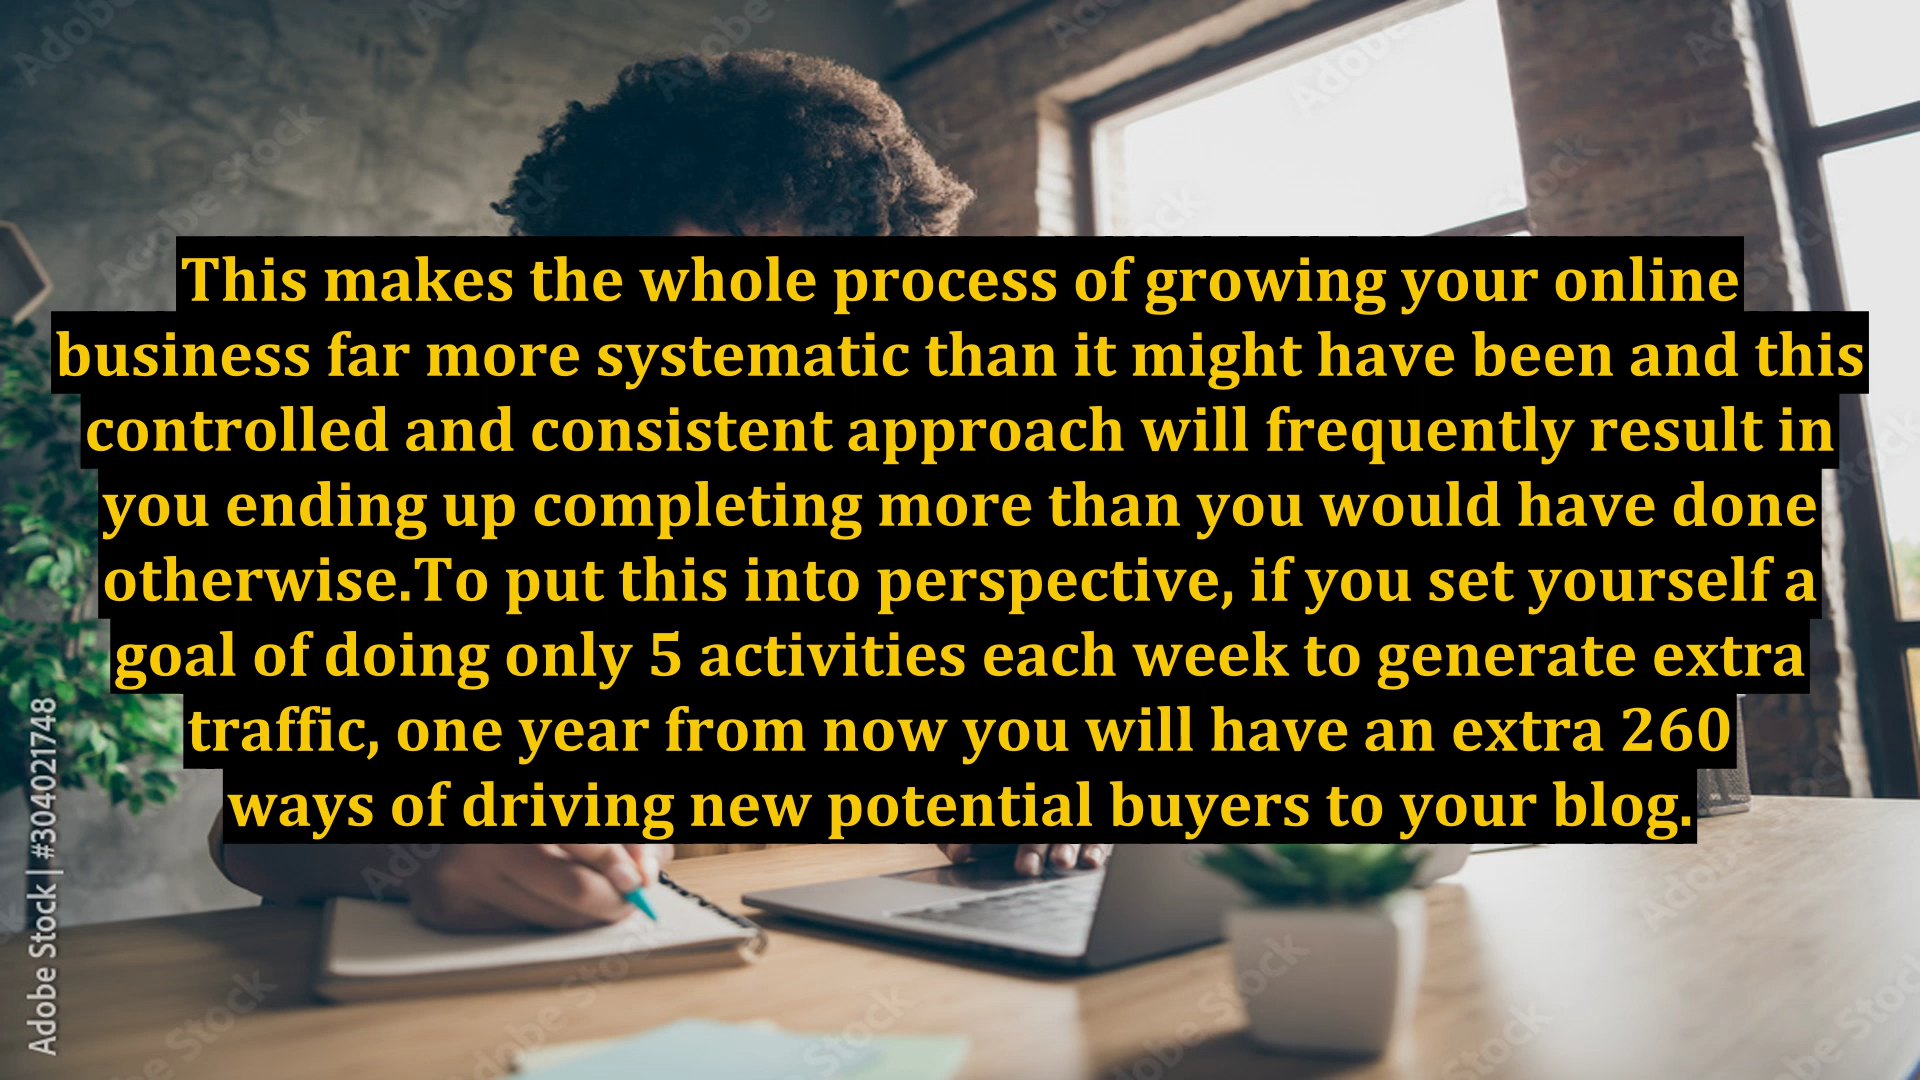 This makes the whole process of growing your online
business far more systematic than it might have been and this
controlled and consistent approach will frequently result in
you ending up completing more than you would have done
otherwise.To put this into perspective, if you set yourself a
goal of doing only 5 activities each week to generate extra
traffic, one year from now you will have an extra 260
ways of driving new potential buyers to your blog.
Adobe Stock | #304021748